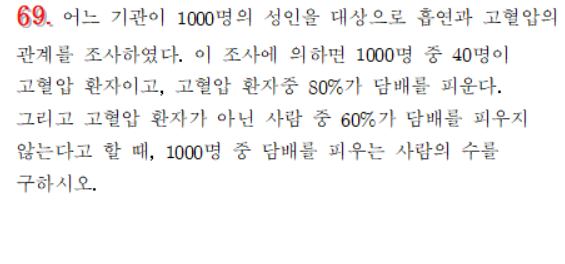 69. 어느 기관이 1000명의 성인을 대상으로 흡연과 고혈압의
관계를 조사하였다. 이 조사에 의하면 1000명 중 40명이
고혈압 환자이고, 고혈압 환자중 80%가 담배를 피운다.
그리고 고혈압 환자가 아닌 사람 중 60%가 담배를 피우지
않는다고 할 때, 1000명 중 담배를 피우는 사람의 수를
구하시오.